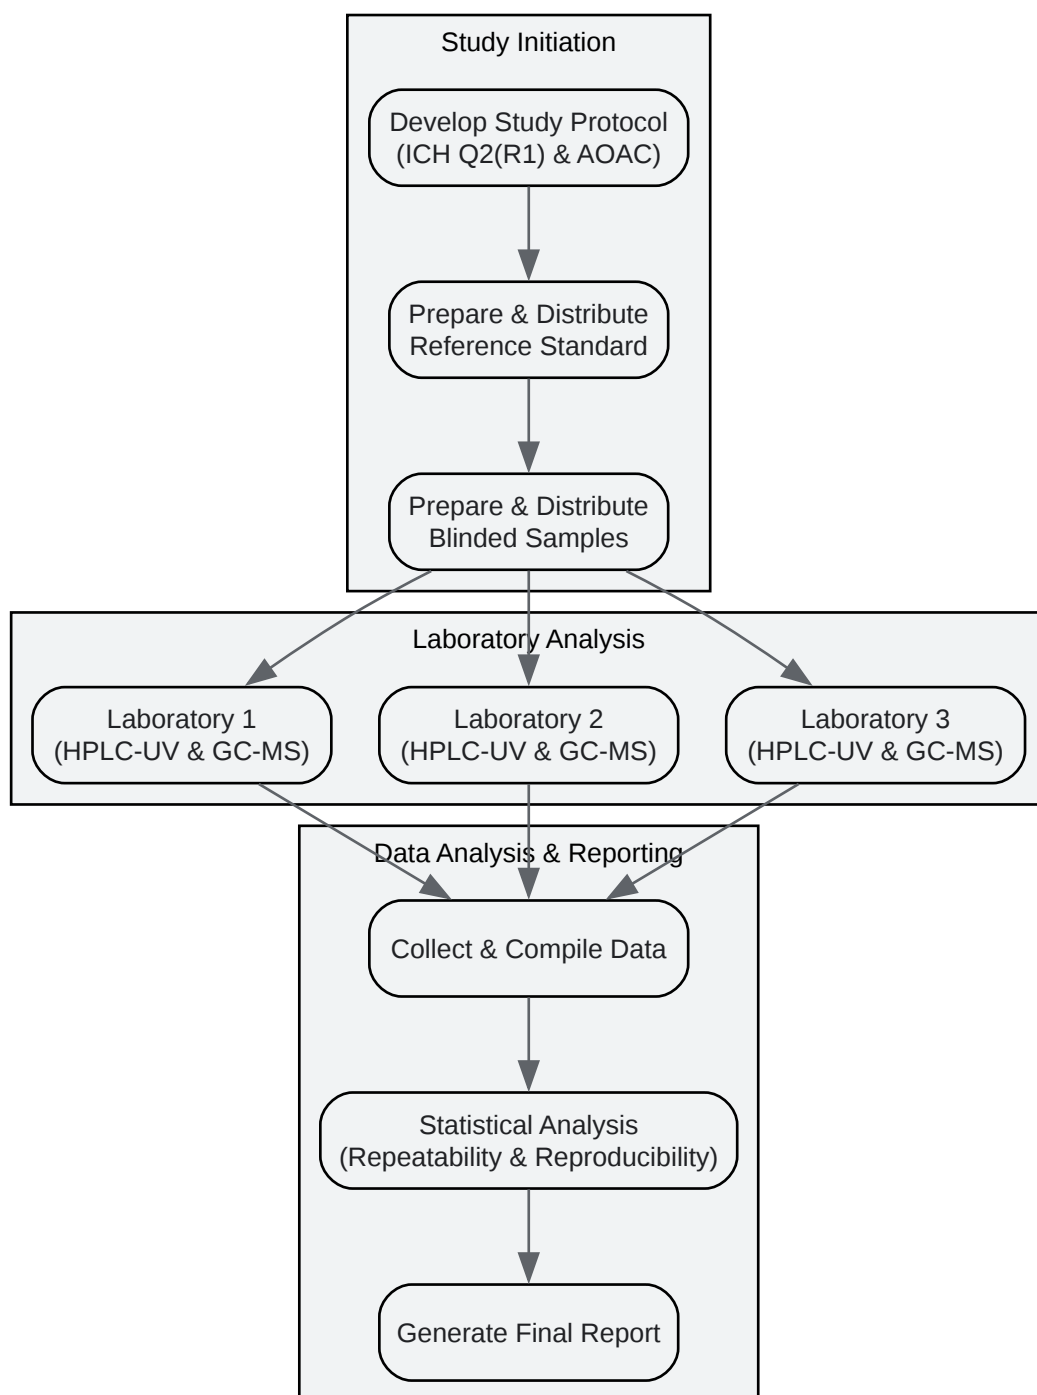 Study Initiation
Develop Study Protocol
(ICH Q2(R1) & AOAC)
Prepare & Distribute
Reference Standard
Prepare & Distribute
Blinded Samples
Laboratory Analysis
Laboratory 1
(HPLC-UV & GC-MS)
Laboratory 2
(HPLC-UV & GC-MS)
Laboratory 3
(HPLC-UV & GC-MS)
Data Analysis & Reporting
Collect & Compile Data
Statistical Analysis
(Repeatability & Reproducibility)
Generate Final Report